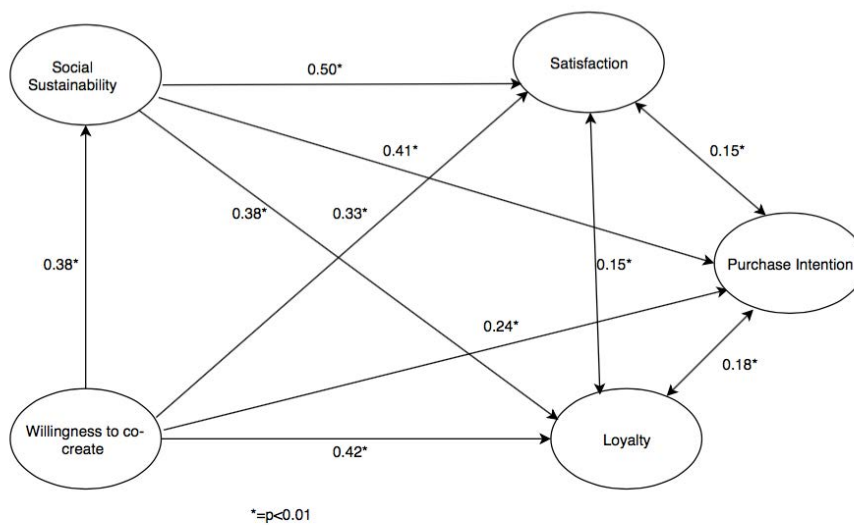 Social
Sustainability
0.50*
Satisfaction
0.41*
0.15*
0.38*
0.33*
0.38*
0.15*
Purchase Intention
0.24*
0.18*
Willingness to co-
create
0.42*
Loyalty
*=p<0.01